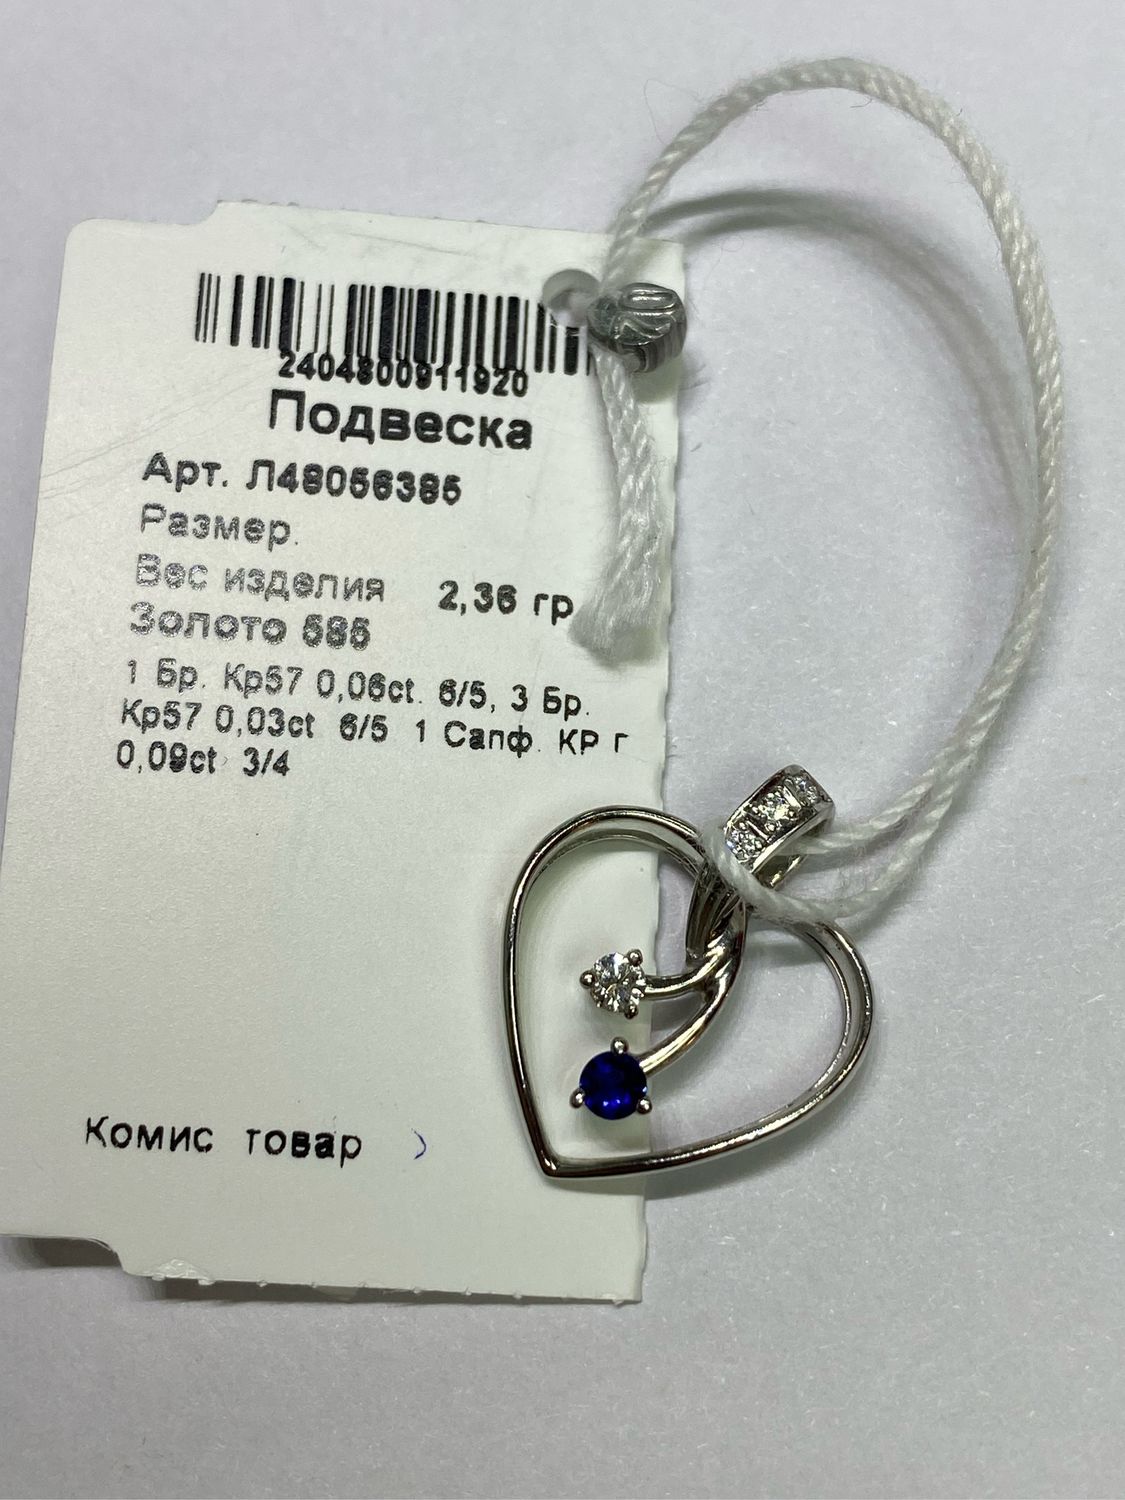 2404800911920
Подвеска
Арт. Л48056385
Размер.
Вес изделия 2,36 гр
Золото 585
1 Бр. Кр57 0,06ct. 6/5, 3 Бр.
Кр57 0,03ct 6/5 1 Сапф. КР г
0,09ct 3/4
Комис товар